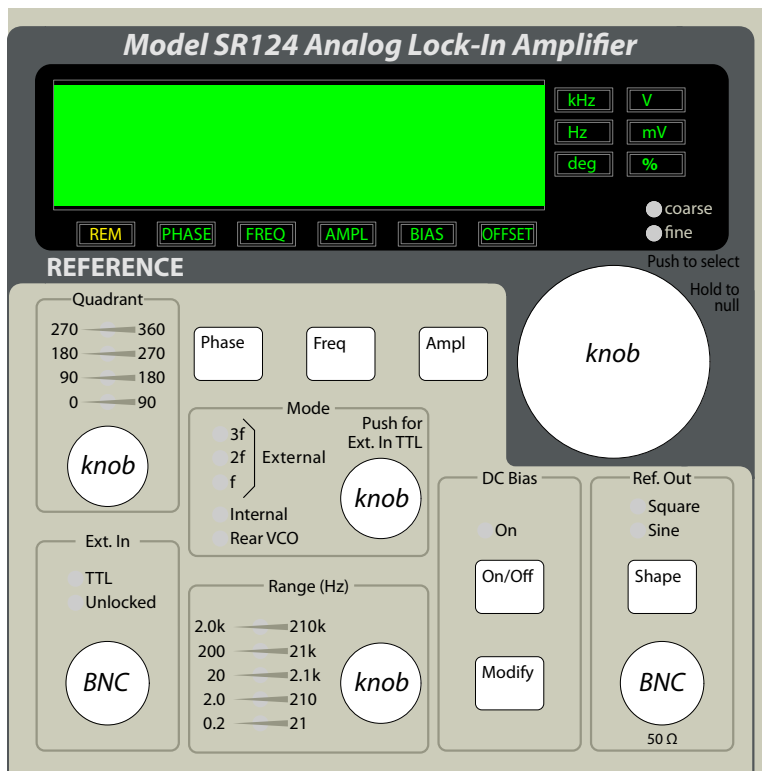 Model SR124 Analog Lock-In Amplifier
kHz V
Hz mV
deg %
coarse
fine
REM PHASE FREQ AMPL BIAS OFFSET
REFERENCE
Push to select
Hold to
null
knob
Quadrant
270 360
180 270
90 180
0 90
knob
Phase
Freq
Ampl
Mode
3f
2f
f
External
Internal
Rear VCO
Push for
Ext. In TTL
knob
DC Bias
On
On/Off
Modify
Ref. Out
Square
Sine
Shape
BNC
50 Ω
Ext. In
TTL
Unlocked
BNC
Range (Hz)
2.0k 210k
200 21k
20 2.1k
2.0 210
0.2 21
knob